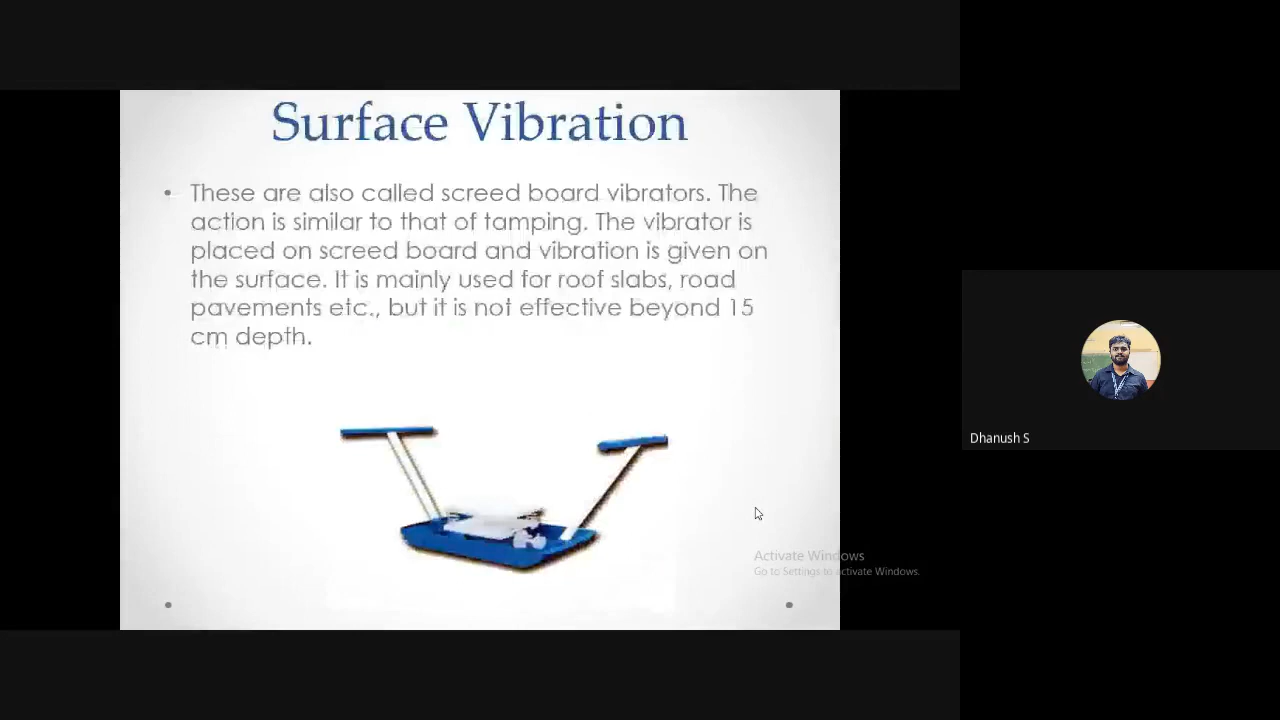 Surface Vibration
• These are also called screed board vibrators. The
action is similar to that of tamping. The vibrator is
placed on screed board and vibration is given on
the surface. It is mainly used for roof slabs, road
pavements etc., but it is not effective beyond 15
cm depth.
Dhanush S
Activate Windows
Go to Settings to activate Windows.